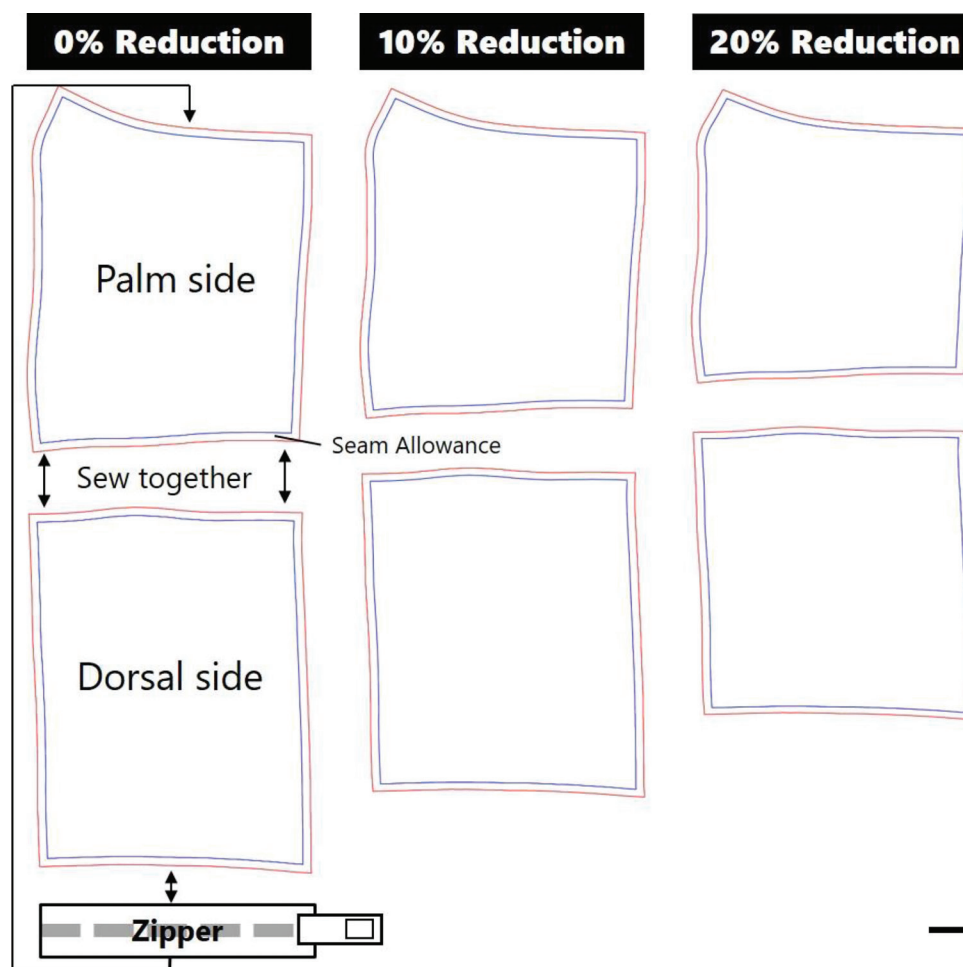 0% Reduction
10% Reduction
20% Reduction
Palm side
Seam Allowance
Sew together
Dorsal side
Zipper